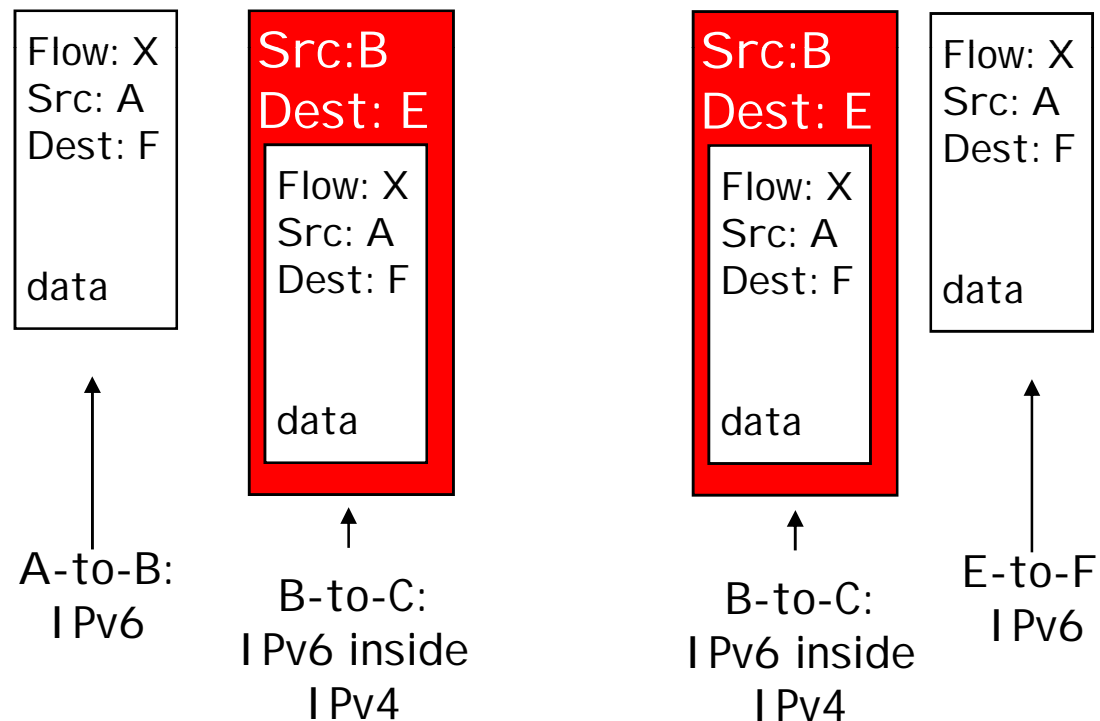 Flow: X
Src: A
Dest: F
data
A-to-B:
IPv6
Src:B
Dest: E
Flow: X
Src: A
Dest: F
data
B-to-C:
IPv6 inside
IPv4
Src:B
Dest: E
Flow: X
Src: A
Dest: F
data
B-to-C:
IPv6 inside
IPv4
Flow: X
Src: A
Dest: F
data
E-to-F
IPv6